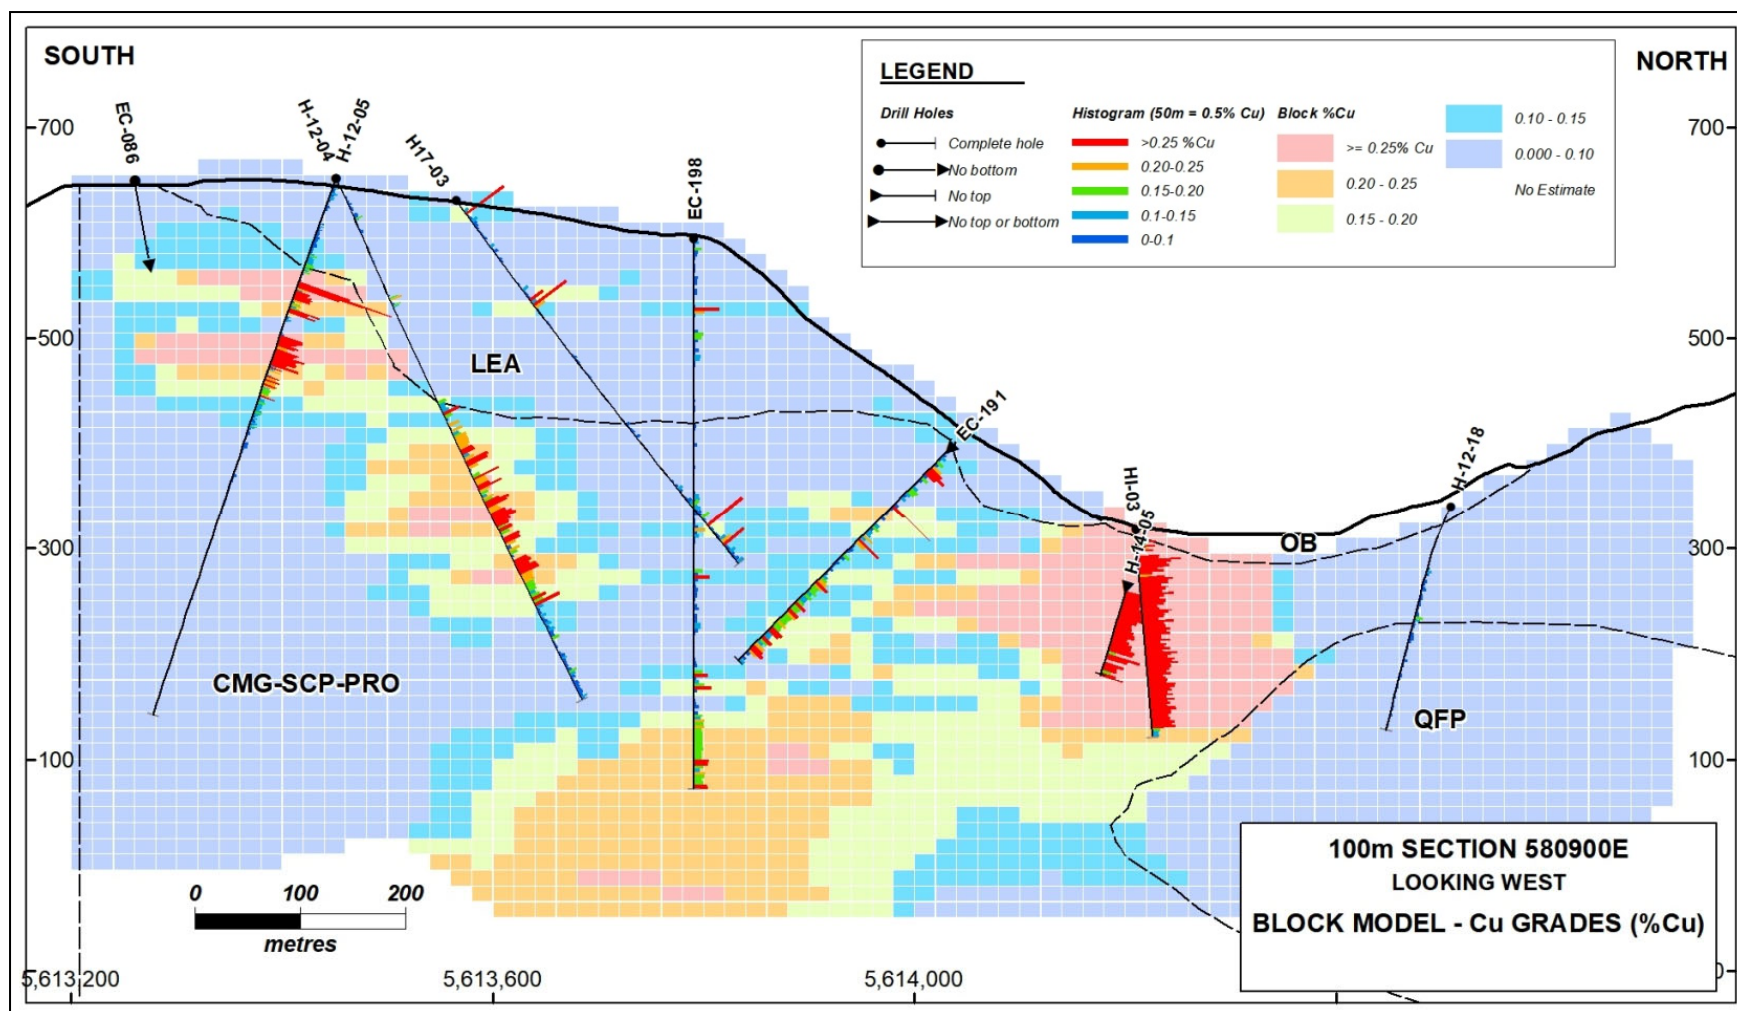 SOUTH
NORTH
LEGEND
Drill Holes
Complete hole
No bottom
No top
No top or bottom
Histogram (50m = 0.5% Cu)
>25 %Cu
0.20-0.25
0.15-0.20
0.1-0.15
0-0.1
Block %Cu
>= 0.25% Cu
0.20 - 0.25
0.15 - 0.20
0.10 - 0.15
0.000 - 0.10
No Estimate
EC-086
H-12-04
H-12-05
H17-03
EC-198
EC-191
HI-03
H-14-05
H-12-18
700
700
500
500
300
300
100
100
LEA
OB
CMG-SCP-PRO
QFP
0 100 200
metres
100m SECTION 580900E
LOOKING WEST
BLOCK MODEL - Cu GRADES (%Cu)
5,613,200
5,613,600
5,614,000